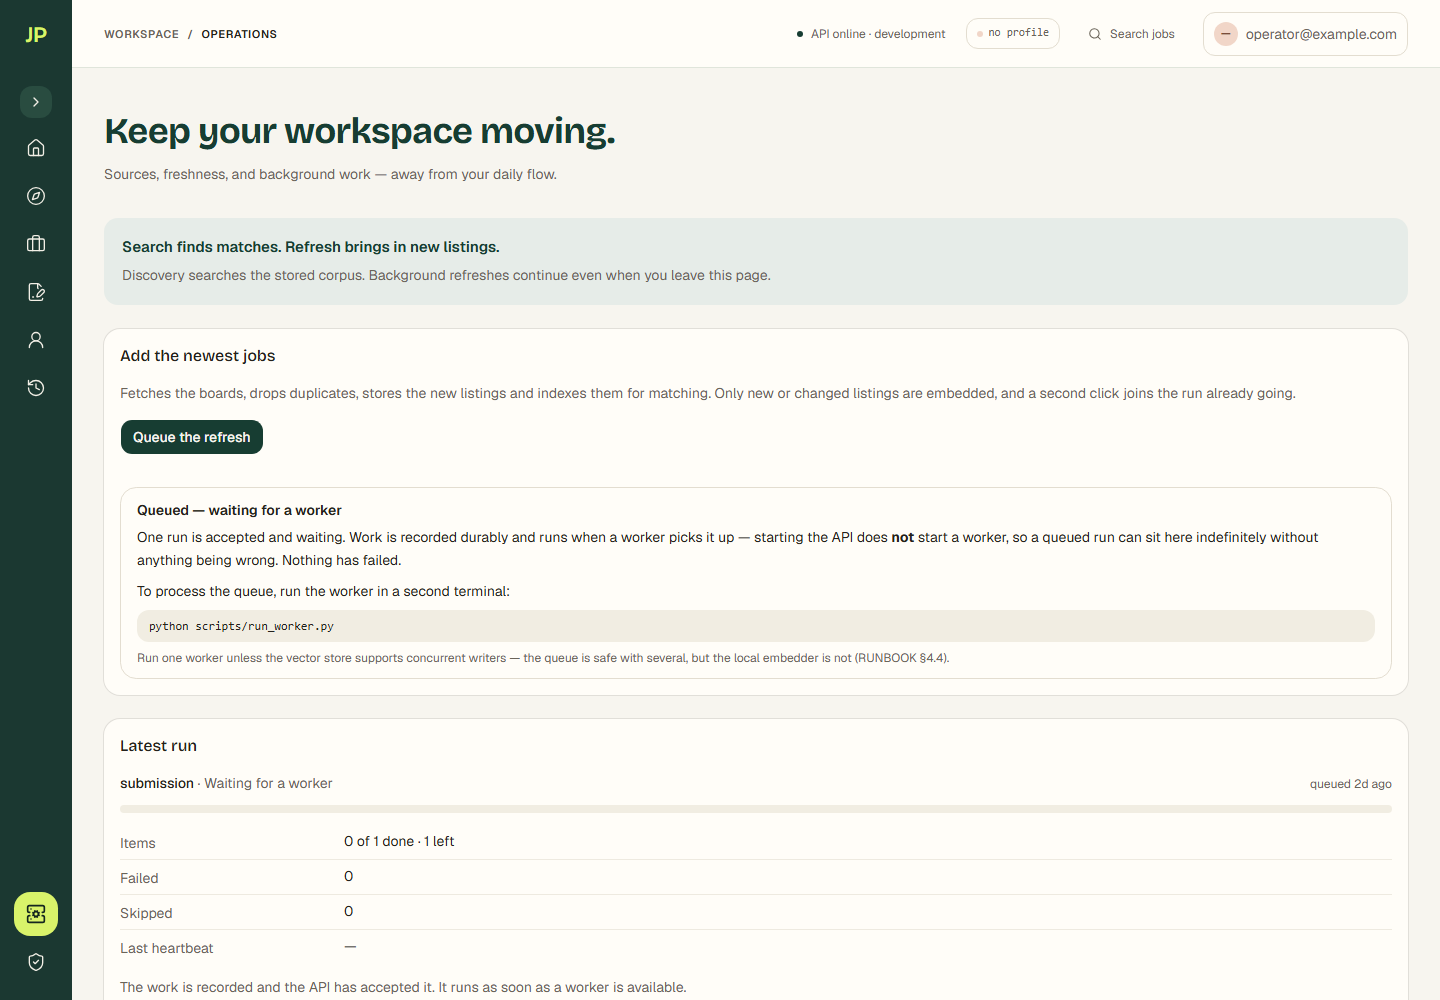 JP
WORKSPACE / OPERATIONS
API online · development
no profile
Search jobs
operator@example.com
Keep your workspace moving.
Sources, freshness, and background work — away from your daily flow.
Search finds matches. Refresh brings in new listings.
Discovery searches the stored corpus. Background refreshes continue even when you leave this page.
Add the newest jobs
Fetches the boards, drops duplicates, stores the new listings and indexes them for matching. Only new or changed listings are embedded, and a second click joins the run already going.
Queue the refresh
Queued — waiting for a worker
One run is accepted and waiting. Work is recorded durably and runs when a worker picks it up — starting the API does not start a worker, so a queued run can sit here indefinitely without
anything being wrong. Nothing has failed.
To process the queue, run the worker in a second terminal:
python scripts/run_worker.py
Run one worker unless the vector store supports concurrent writers — the queue is safe with several, but the local embedder is not (RUNBOOK §4.4).
Latest run
submission · Waiting for a worker
queued 2d ago
Items 0 of 1 done · 1 left
Failed 0
Skipped 0
Last heartbeat —
The work is recorded and the API has accepted it. It runs as soon as a worker is available.